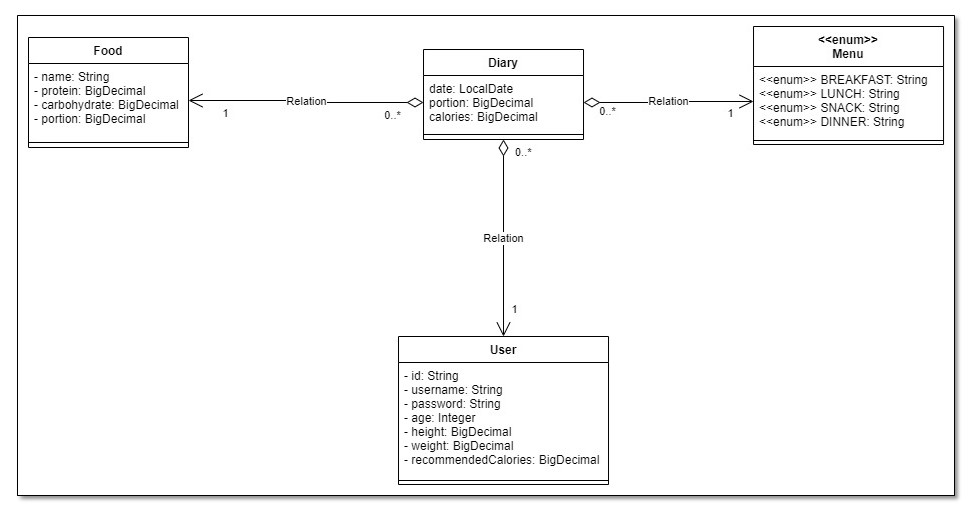 Food
- name: String
- protein: BigDecimal
- carbohydrate: BigDecimal
- portion: BigDecimal
Relation
1
0..*
Diary
date: LocalDate
portion: BigDecimal
calories: BigDecimal
0..*
Relation
1
<<enum>>
Menu
<<enum>> BREAKFAST: String
<<enum>> LUNCH: String
<<enum>> SNACK: String
<<enum>> DINNER: String
0..*
Relation
1
User
- id: String
- username: String
- password: String
- age: Integer
- height: BigDecimal
- weight: BigDecimal
- recommendedCalories: BigDecimal